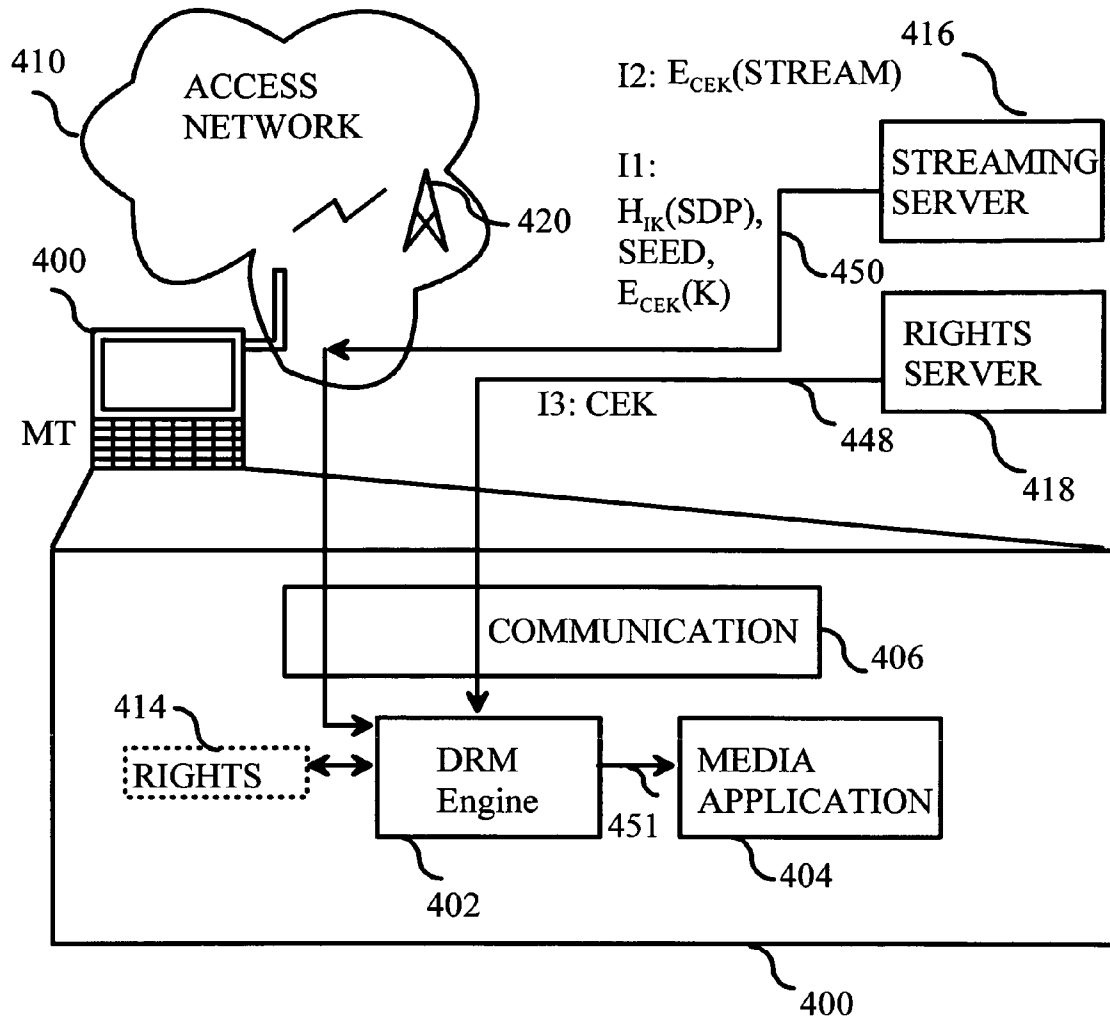 410
ACCESS
NETWORK
I2: E_CEK(STREAM)
416
STREAMING
SERVER
I1:
H_IK(SDP),
SEED,
E_CEK(K)
420
450
400
RIGHTS
SERVER
I3: CEK
448
418
MT
COMMUNICATION
406
414
RIGHTS
DRM
Engine
451
MEDIA
APPLICATION
402
404
400